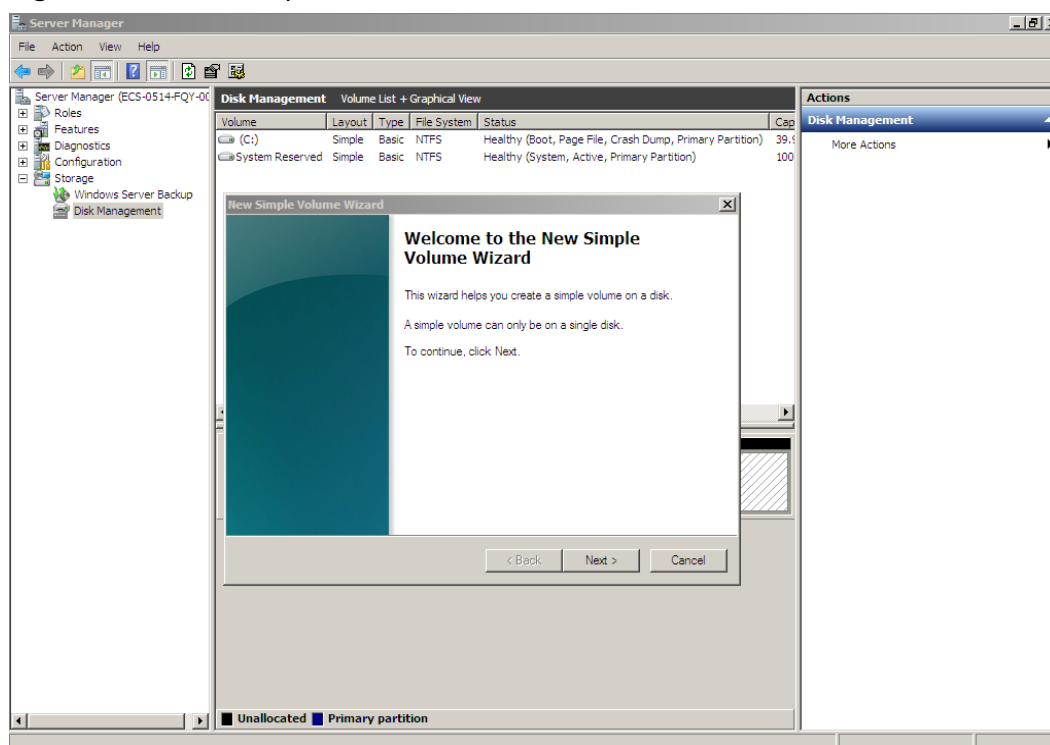 Server Manager
File Action View Help
Server Manager (ECS-0514-FQY-00
Roles
Features
Diagnostics
Configuration
Storage
Windows Server Backup
Disk Management
Disk Management Volume List + Graphical View
Volume Layout Type File System Status Cap
(C:) Simple Basic NTFS Healthy (Boot, Page File, Crash Dump, Primary Partition) 39.9
System Reserved Simple Basic NTFS Healthy (System, Active, Primary Partition) 100
New Simple Volume Wizard
Welcome to the New Simple
Volume Wizard
This wizard helps you create a simple volume on a disk.
A simple volume can only be on a single disk.
To continue, click Next.
< Back Next > Cancel
Unallocated Primary partition
Actions
Disk Management
More Actions